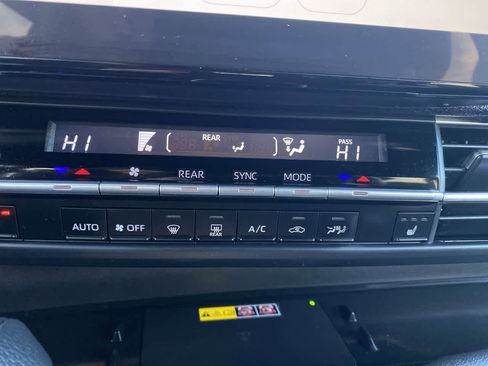 HI REAR PASS HI
REAR SYNC MODE
AUTO OFF REAR A/C